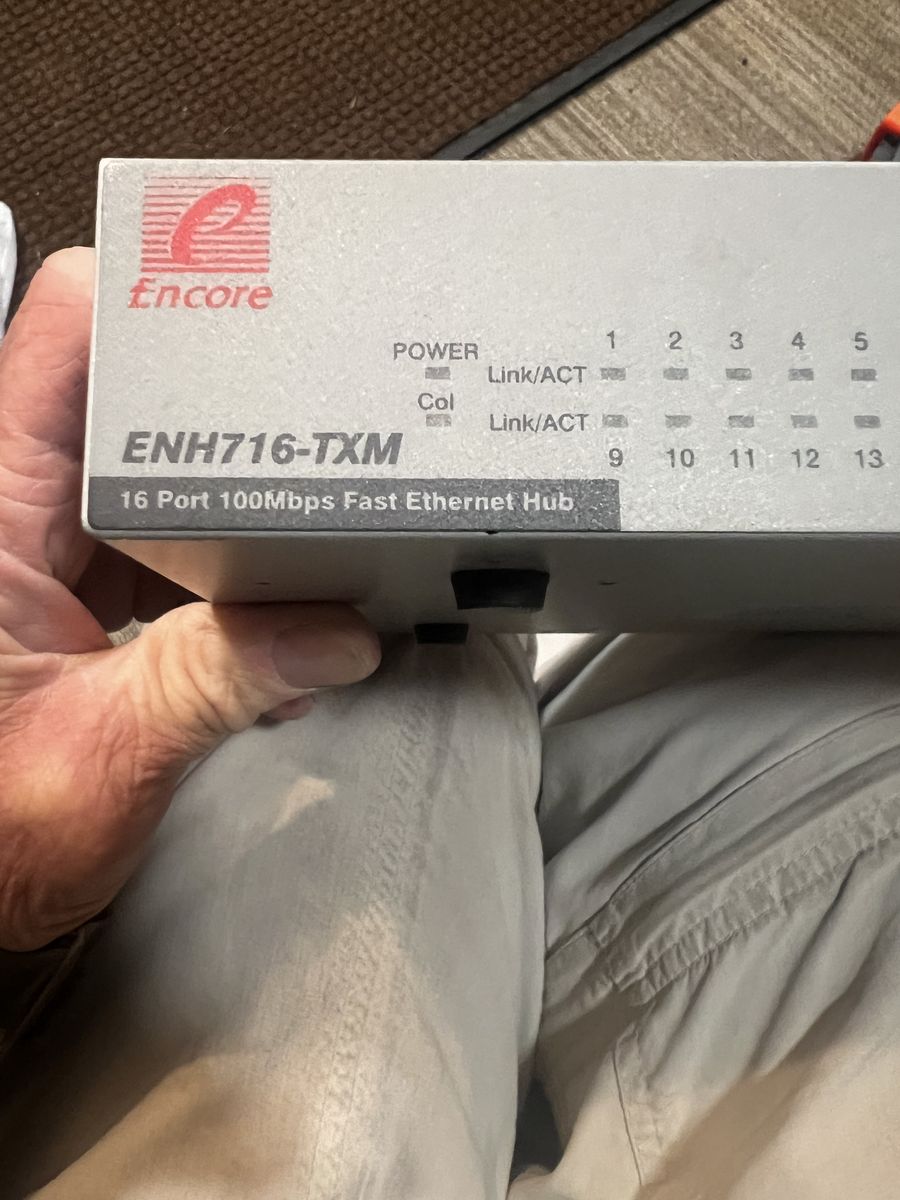 Encore
1 2 3 4 5
POWER
Link/ACT
Col
Link/ACT
9 10 11 12 13
ENH716-TXM
16 Port 100Mbps Fast Ethernet Hub